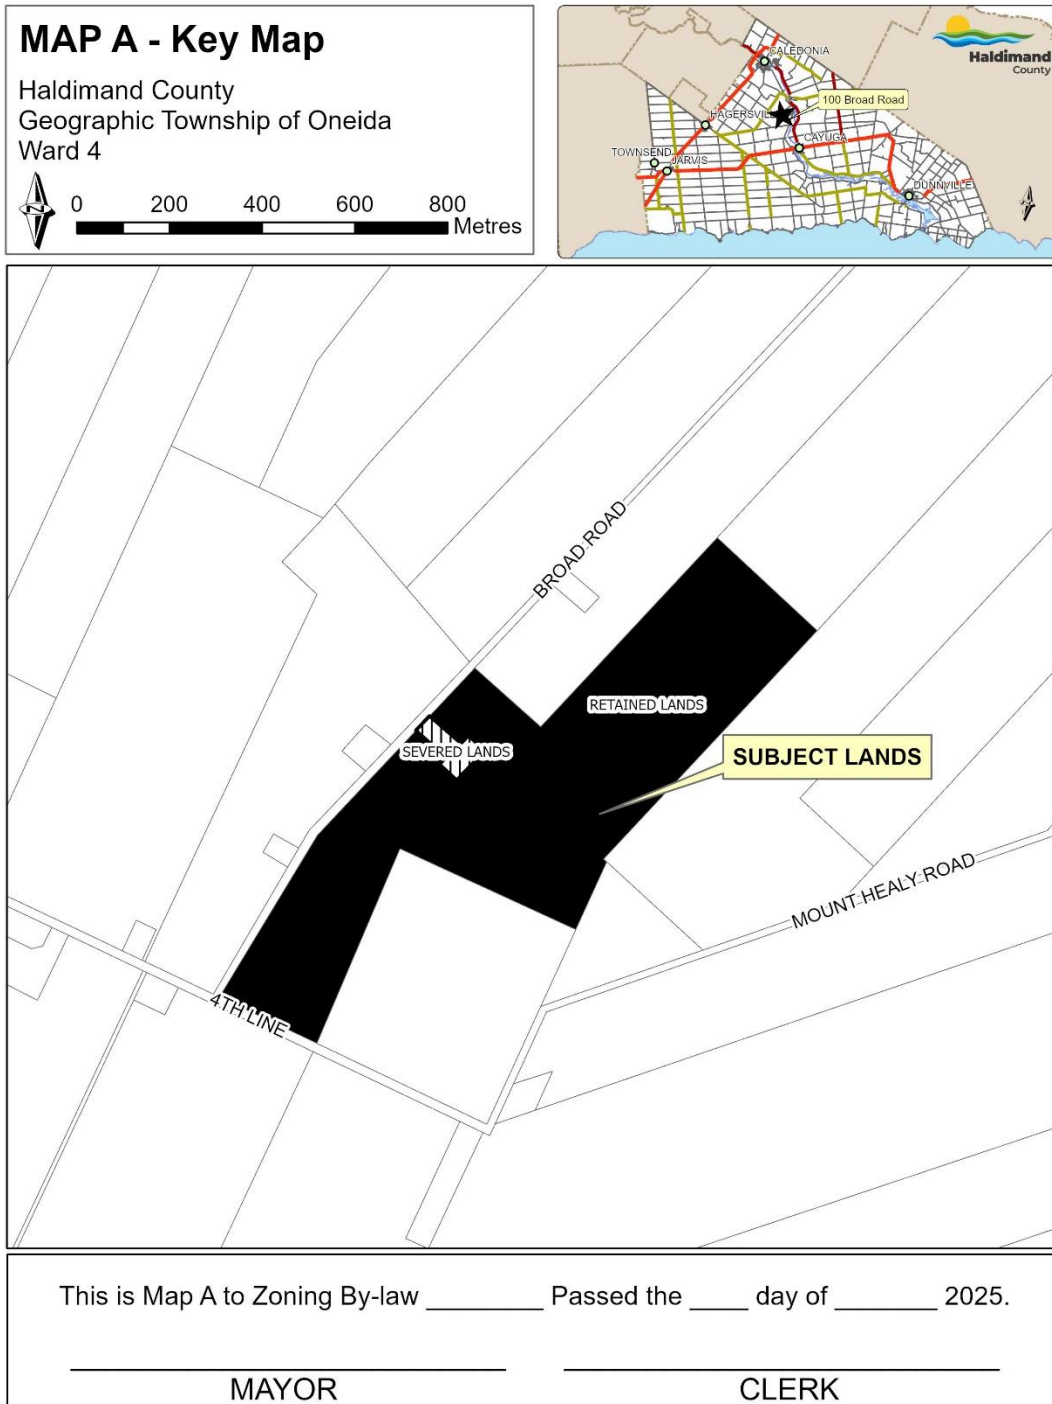 MAP A - Key Map
Haldimand County
Geographic Township of Oneida
Ward 4
N
0 200 400 600 800
Metres
CALEDONIA
Haldimand
County
100 Broad Road
HAGERSVILLE
CAYUGA
TOWNSEND
JARVIS
DUNNVILLE
BROAD ROAD
RETAINED LANDS
SEVERED LANDS
SUBJECT LANDS
MOUNT HEALY ROAD
4TH LINE
This is Map A to Zoning By-law ________ Passed the ____ day of _______ 2025.
MAYOR
CLERK